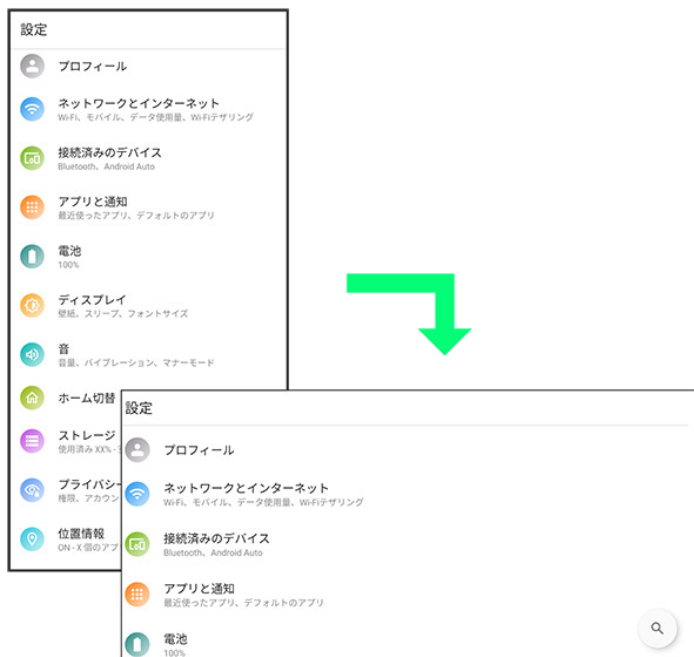 設定
プロフィール
ネットワークとインターネット
Wi-Fi、モバイル、データ使用量、Wi-Fiテザリング
接続済みのデバイス
Bluetooth、Android Auto
アプリと通知
最近使ったアプリ、デフォルトのアプリ
電池
100%
ディスプレイ
壁紙、スリープ、フォントサイズ
音
音量、バイブレーション、マナーモード
ホーム切替
ストレージ
使用済み XX% -
プライバシー
権限、アカウン
位置情報
ON - X 個のアプ
設定
プロフィール
ネットワークとインターネット
Wi-Fi、モバイル、データ使用量、Wi-Fiテザリング
接続済みのデバイス
Bluetooth、Android Auto
アプリと通知
最近使ったアプリ、デフォルトのアプリ
電池
100%